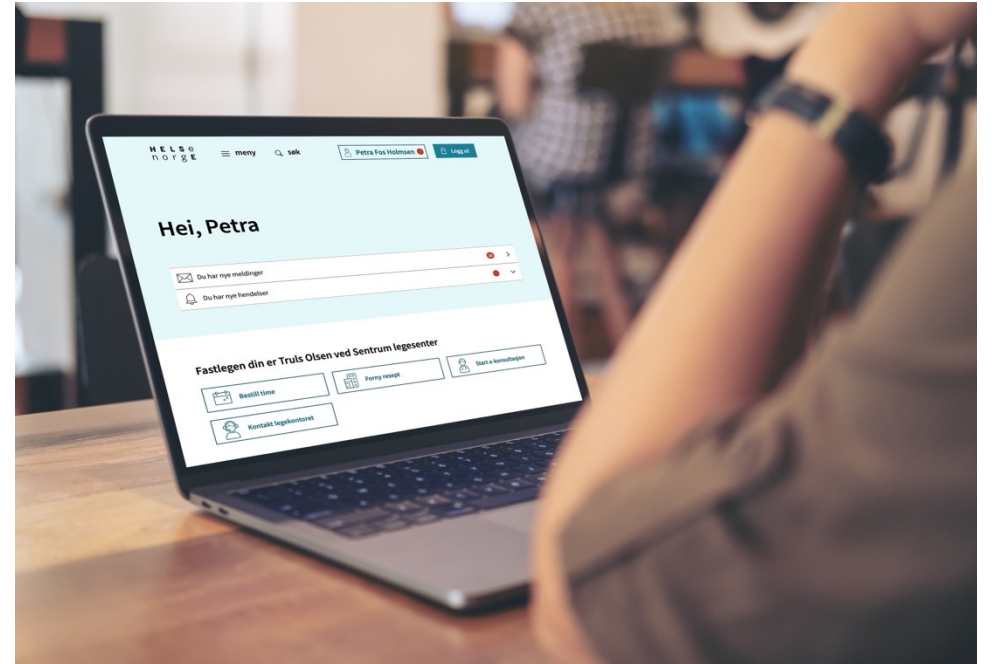 HELSe
norgE
meny
søk
Petra Fos Holmsen
Logg ut
Hei, Petra
Du har nye meldinger
Du har nye hendelser
Fastlegen din er Truls Olsen ved Sentrum legesenter
Bestill time
Forny resept
Start e-konsultasjon
Kontakt legekontoret